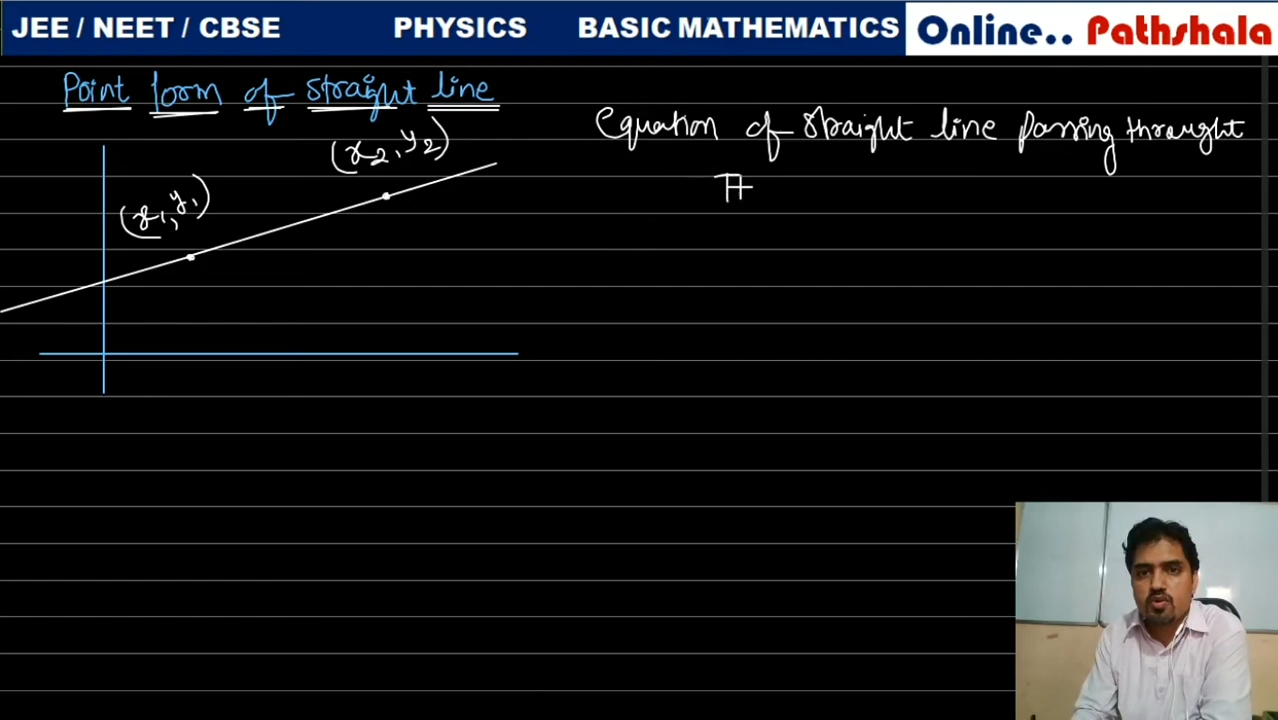 JEE / NEET / CBSE PHYSICS BASIC MATHEMATICS Online.. Pathshala
Point form of straight line
Equation of straight line passing throught
(x2, y2)
(x1, y1)